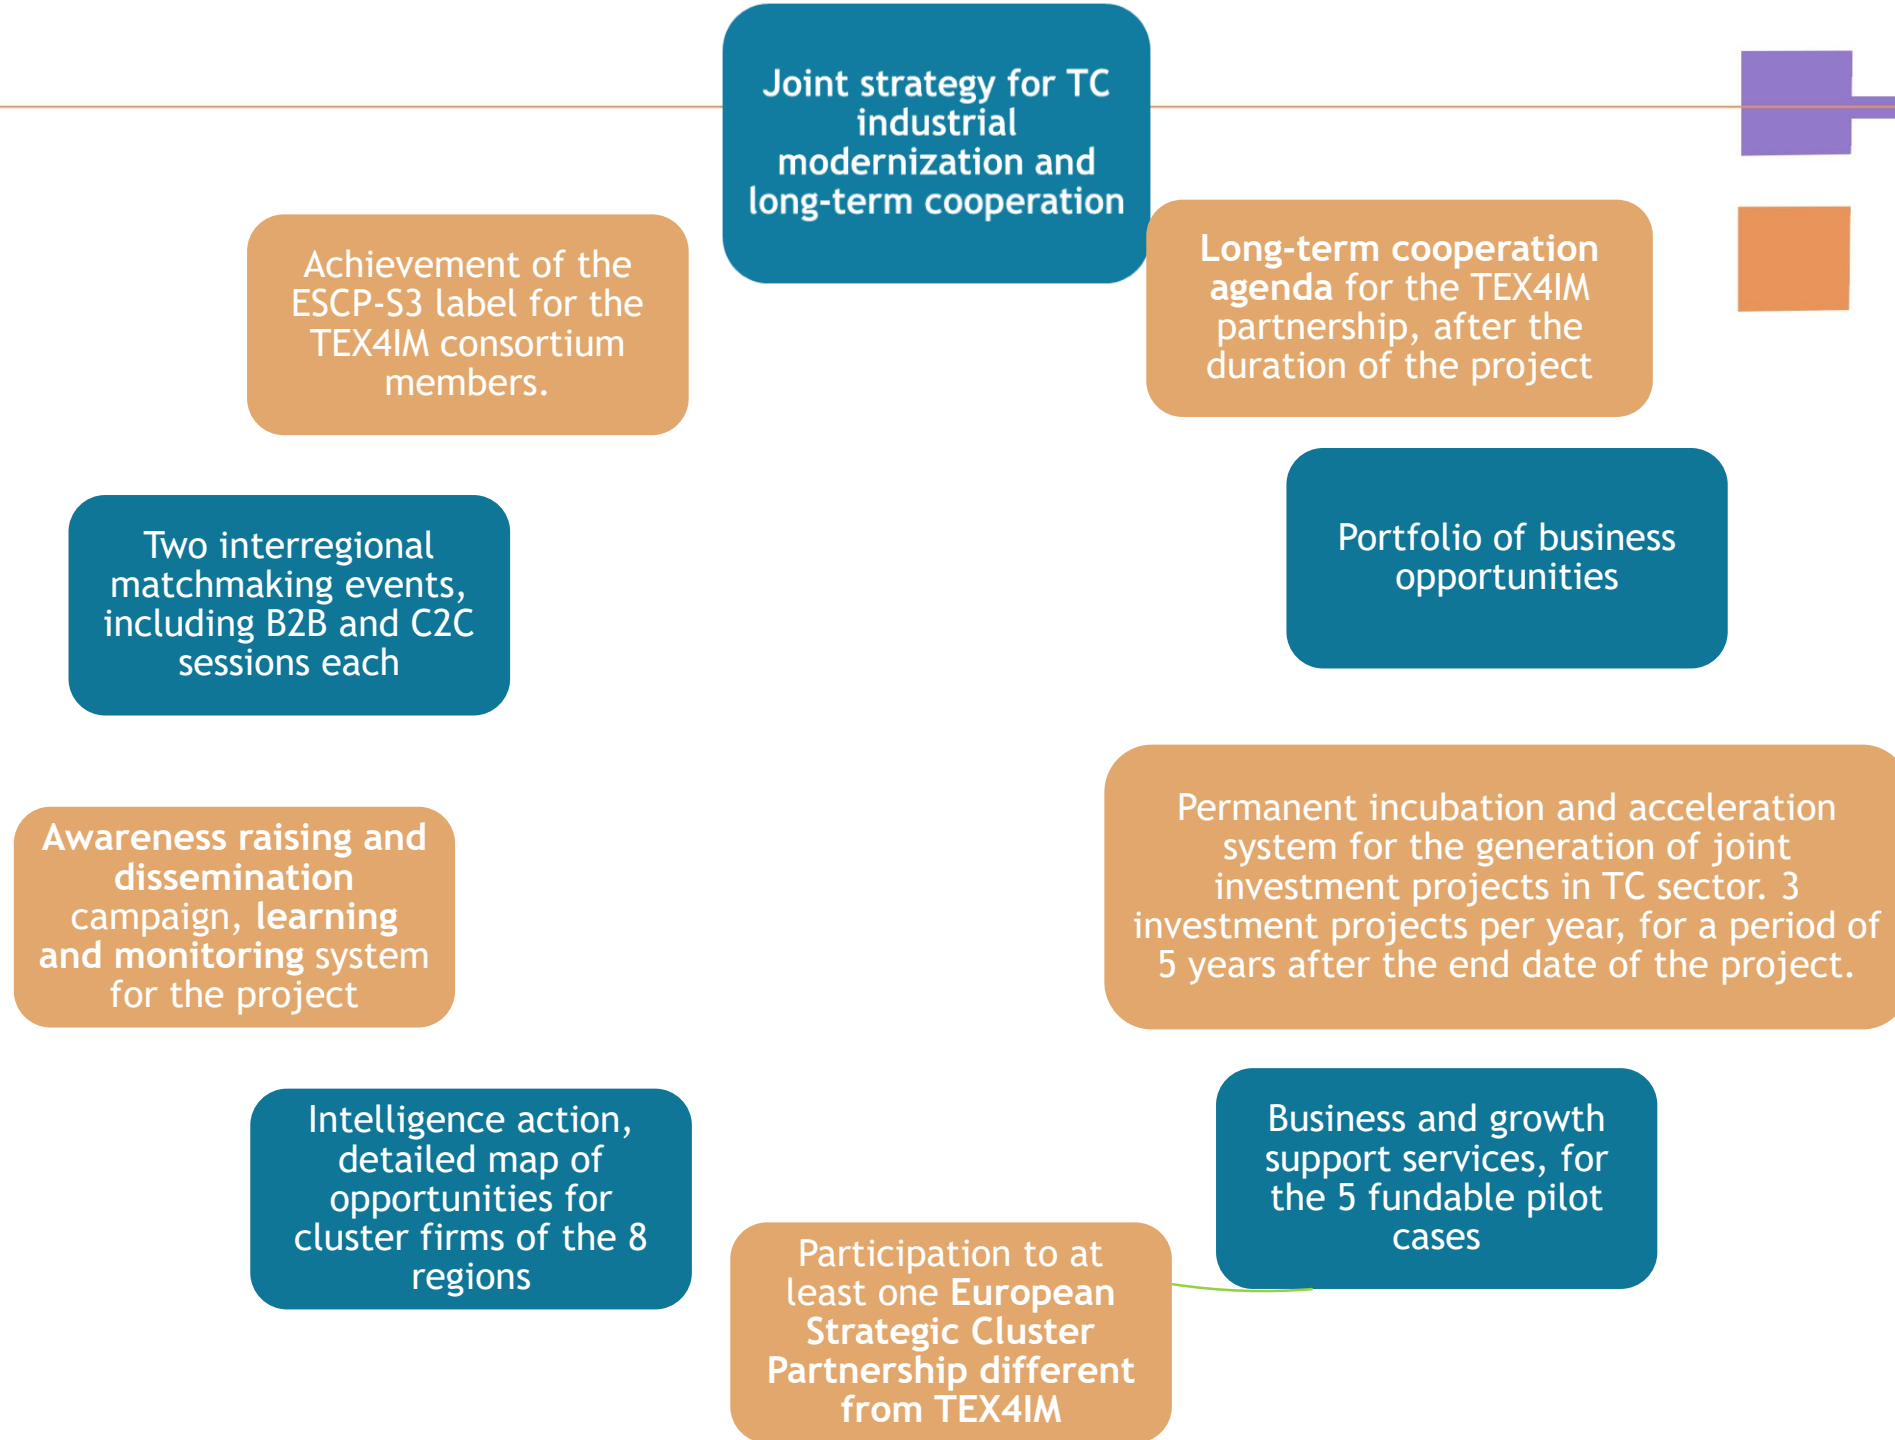 Joint strategy for TC
industrial
modernization and
long-term cooperation
Long-term cooperation
agenda for the TEX4IM
partnership, after the
duration of the project
Portfolio of business
opportunities
Permanent incubation and acceleration
system for the generation of joint
investment projects in TC sector. 3
investment projects per year, for a period of
5 years after the end date of the project.
Business and growth
support services, for
the 5 fundable pilot
cases
Participation to at
least one European
Strategic Cluster
Partnership different
from TEX4IM
Intelligence action,
detailed map of
opportunities for
cluster firms of the 8
regions
Awareness raising and
dissemination
campaign, learning
and monitoring system
for the project
Two interregional
matchmaking events,
including B2B and C2C
sessions each
Achievement of the
ESCP-S3 label for the
TEX4IM consortium
members.